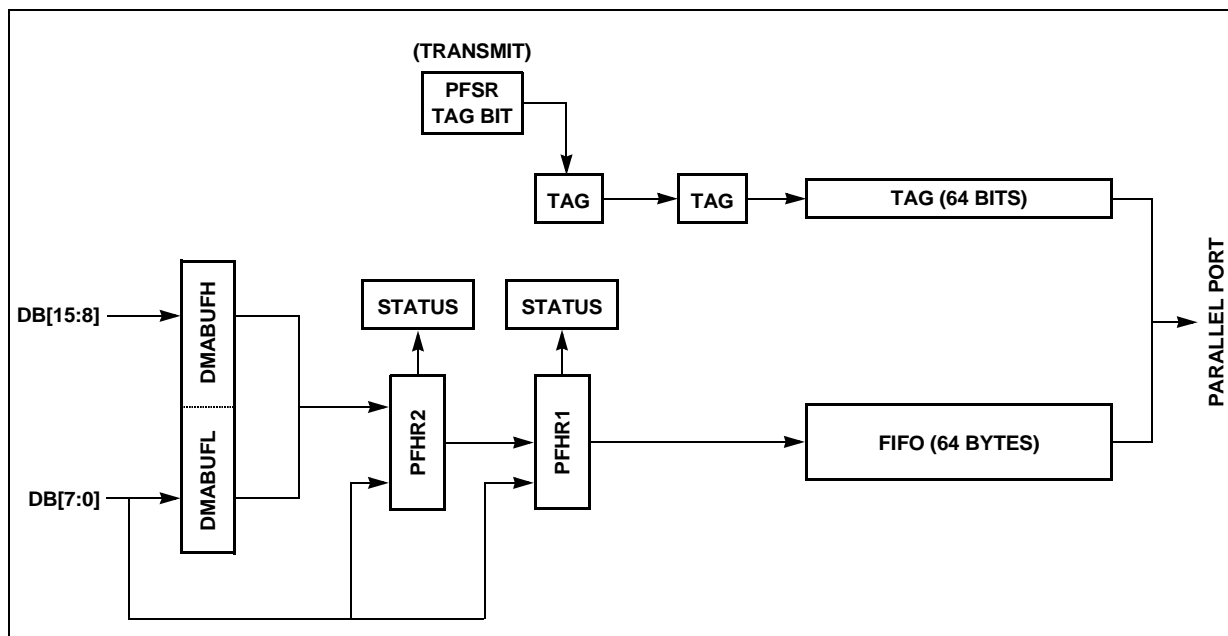 (TRANSMIT)
PFSR
TAG BIT
TAG
TAG
TAG (64 BITS)
STATUS
STATUS
DB[15:8]
DMABUFH
PFHR2
PFHR1
FIFO (64 BYTES)
PARALLEL PORT
DB[7:0]
DMABUFL